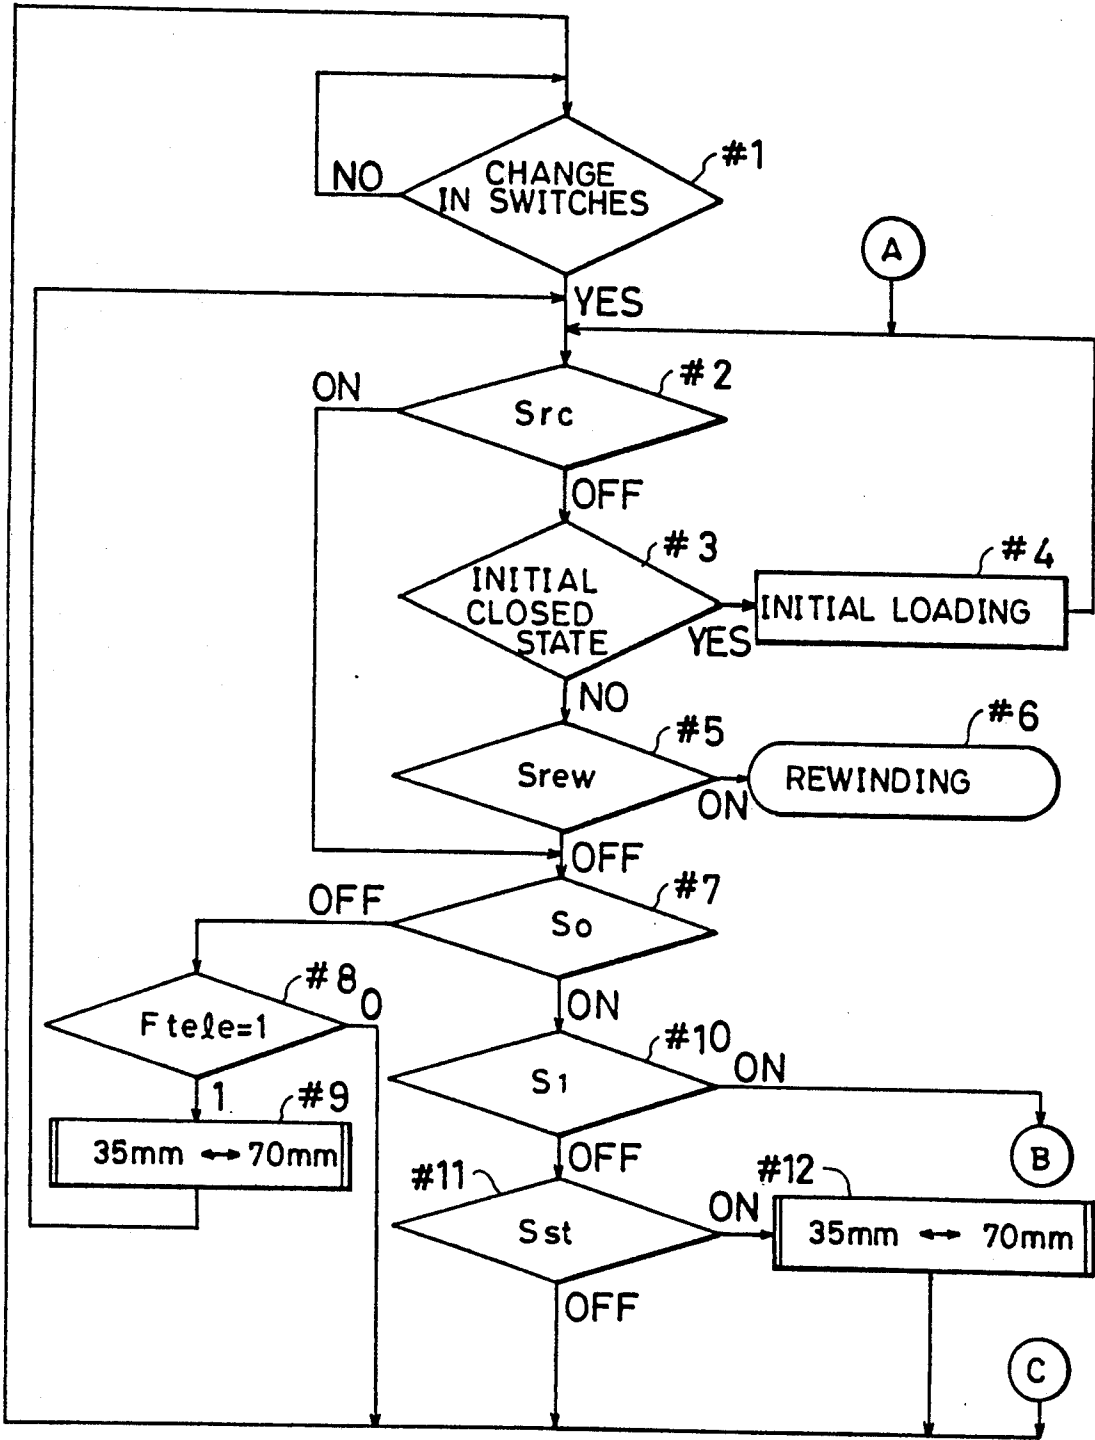 #1
CHANGE
IN SWITCHES
NO
YES
A
#2
ON
Src
OFF
#3
INITIAL
CLOSED
STATE
YES
#4
INITIAL LOADING
NO
#5
Srew
ON
#6
REWINDING
OFF
#7
OFF
So
ON
#8
Ftele=1
0
1
#9
35mm ↔ 70mm
#10
S1
ON
B
OFF
#11
Sst
ON
#12
35mm ↔ 70mm
OFF
C